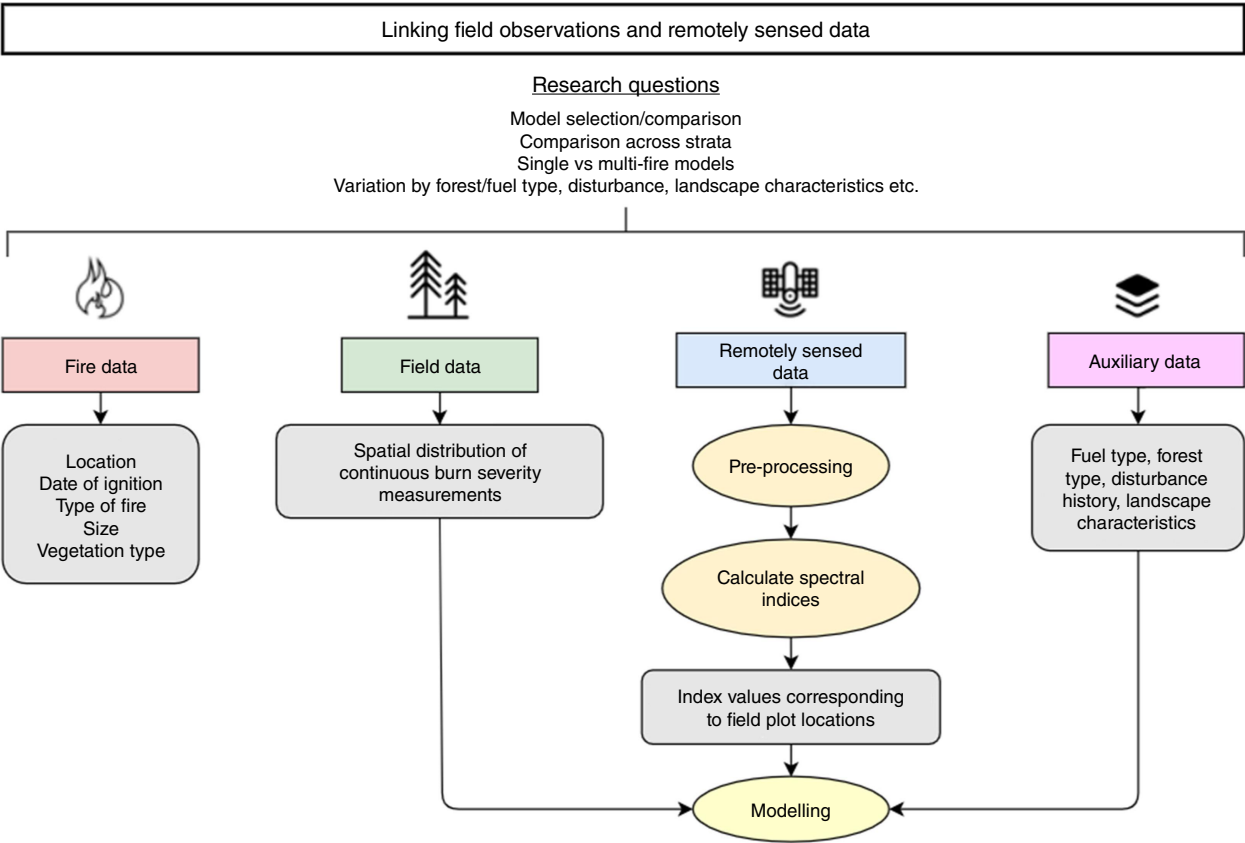 Linking field observations and remotely sensed data
Research questions
Model selection/comparison
Comparison across strata
Single vs multi-fire models
Variation by forest/fuel type, disturbance, landscape characteristics etc.
Fire data
Location
Date of ignition
Type of fire
Size
Vegetation type
Field data
Spatial distribution of
continuous burn severity
measurements
Remotely sensed
data
Pre-processing
Calculate spectral
indices
Index values corresponding
to field plot locations
Modelling
Auxiliary data
Fuel type, forest
type, disturbance
history, landscape
characteristics